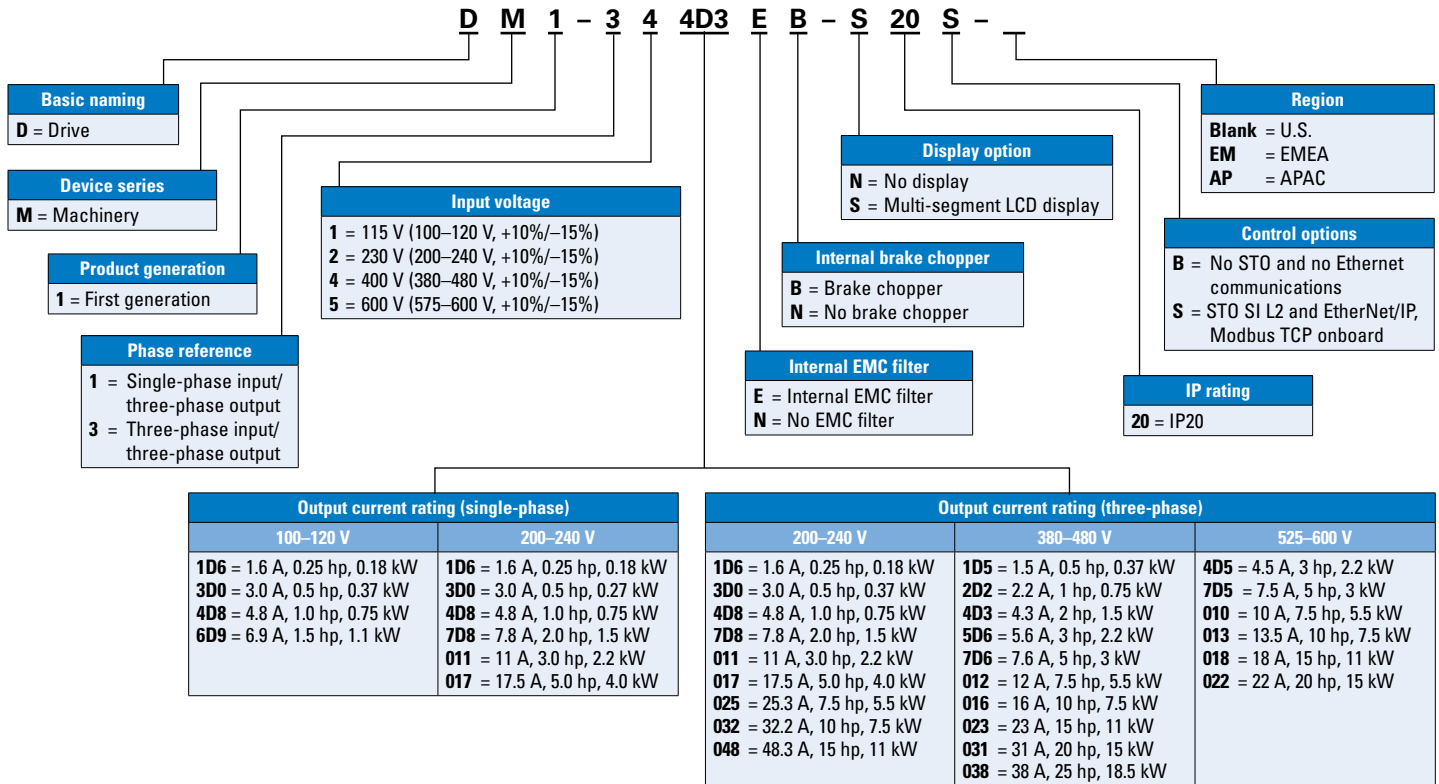 D M 1 – 3 4 4D3 E B – S 20 S –
Basic naming
D = Drive
Device series
M = Machinery
Product generation
1 = First generation
Phase reference
1 = Single-phase input/
three-phase output
3 = Three-phase input/
three-phase output
Input voltage
1 = 115 V (100–120 V, +10%/–15%)
2 = 230 V (200–240 V, +10%/–15%)
4 = 400 V (380–480 V, +10%/–15%)
5 = 600 V (575–600 V, +10%/–15%)
Display option
N = No display
S = Multi-segment LCD display
Internal brake chopper
B = Brake chopper
N = No brake chopper
Internal EMC filter
E = Internal EMC filter
N = No EMC filter
Region
Blank = U.S.
EM = EMEA
AP = APAC
Control options
B = No STO and no Ethernet
communications
S = STO SI L2 and EtherNet/IP,
Modbus TCP onboard
IP rating
20 = IP20
Output current rating (single-phase)
100–120 V
1D6 = 1.6 A, 0.25 hp, 0.18 kW
3D0 = 3.0 A, 0.5 hp, 0.37 kW
4D8 = 4.8 A, 1.0 hp, 0.75 kW
6D9 = 6.9 A, 1.5 hp, 1.1 kW
200–240 V
1D6 = 1.6 A, 0.25 hp, 0.18 kW
3D0 = 3.0 A, 0.5 hp, 0.27 kW
4D8 = 4.8 A, 1.0 hp, 0.75 kW
7D8 = 7.8 A, 2.0 hp, 1.5 kW
011 = 11 A, 3.0 hp, 2.2 kW
017 = 17.5 A, 5.0 hp, 4.0 kW
Output current rating (three-phase)
200–240 V
1D6 = 1.6 A, 0.25 hp, 0.18 kW
3D0 = 3.0 A, 0.5 hp, 0.37 kW
4D8 = 4.8 A, 1.0 hp, 0.75 kW
7D8 = 7.8 A, 2.0 hp, 1.5 kW
011 = 11 A, 3.0 hp, 2.2 kW
017 = 17.5 A, 5.0 hp, 4.0 kW
025 = 25.3 A, 7.5 hp, 5.5 kW
032 = 32.2 A, 10 hp, 7.5 kW
048 = 48.3 A, 15 hp, 11 kW
380–480 V
1D5 = 1.5 A, 0.5 hp, 0.37 kW
2D2 = 2.2 A, 1 hp, 0.75 kW
4D3 = 4.3 A, 2 hp, 1.5 kW
5D6 = 5.6 A, 3 hp, 2.2 kW
7D6 = 7.6 A, 5 hp, 3 kW
012 = 12 A, 7.5 hp, 5.5 kW
016 = 16 A, 10 hp, 7.5 kW
023 = 23 A, 15 hp, 11 kW
031 = 31 A, 20 hp, 15 kW
038 = 38 A, 25 hp, 18.5 kW
525–600 V
4D5 = 4.5 A, 3 hp, 2.2 kW
7D5 = 7.5 A, 5 hp, 3 kW
010 = 10 A, 7.5 hp, 5.5 kW
013 = 13.5 A, 10 hp, 7.5 kW
018 = 18 A, 15 hp, 11 kW
022 = 22 A, 20 hp, 15 kW